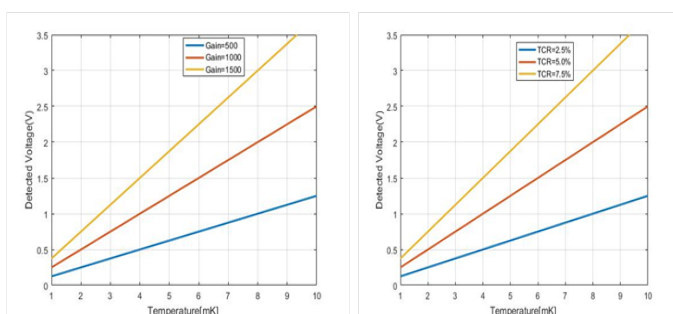 3.5
3
2.5
2
1.5
1
0.5
0
Detected Voltage(V)
Gain=500
Gain=1000
Gain=1500
1 2 3 4 5 6 7 8 9 10
Temperature[mK]
3.5
3
2.5
2
1.5
1
0.5
0
Detected Voltage(V)
TCR=2.5%
TCR=5.0%
TCR=7.5%
1 2 3 4 5 6 7 8 9 10
Temperature[mK]